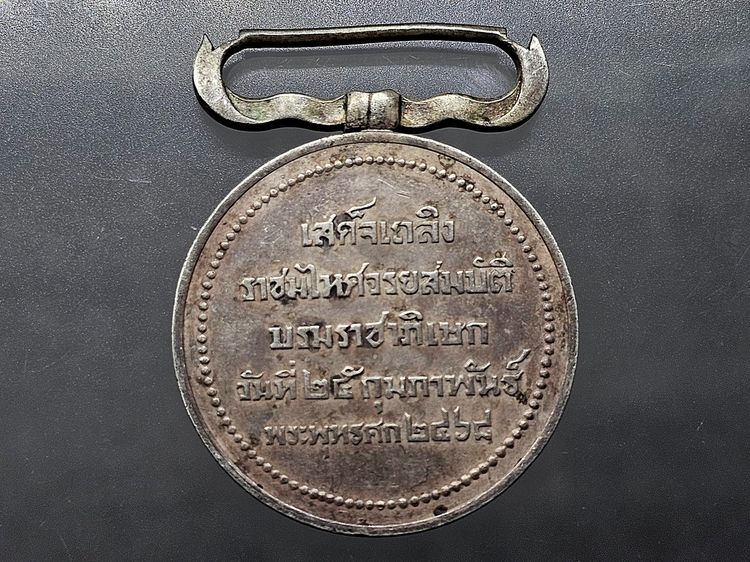 เสด็จเถลิง
ราชมไหศวรยสมบัติ
บรมราชาภิเษก
วันที่ ๒๕ กุมภาพันธ์
พระพุทธศก ๒๔๖๘